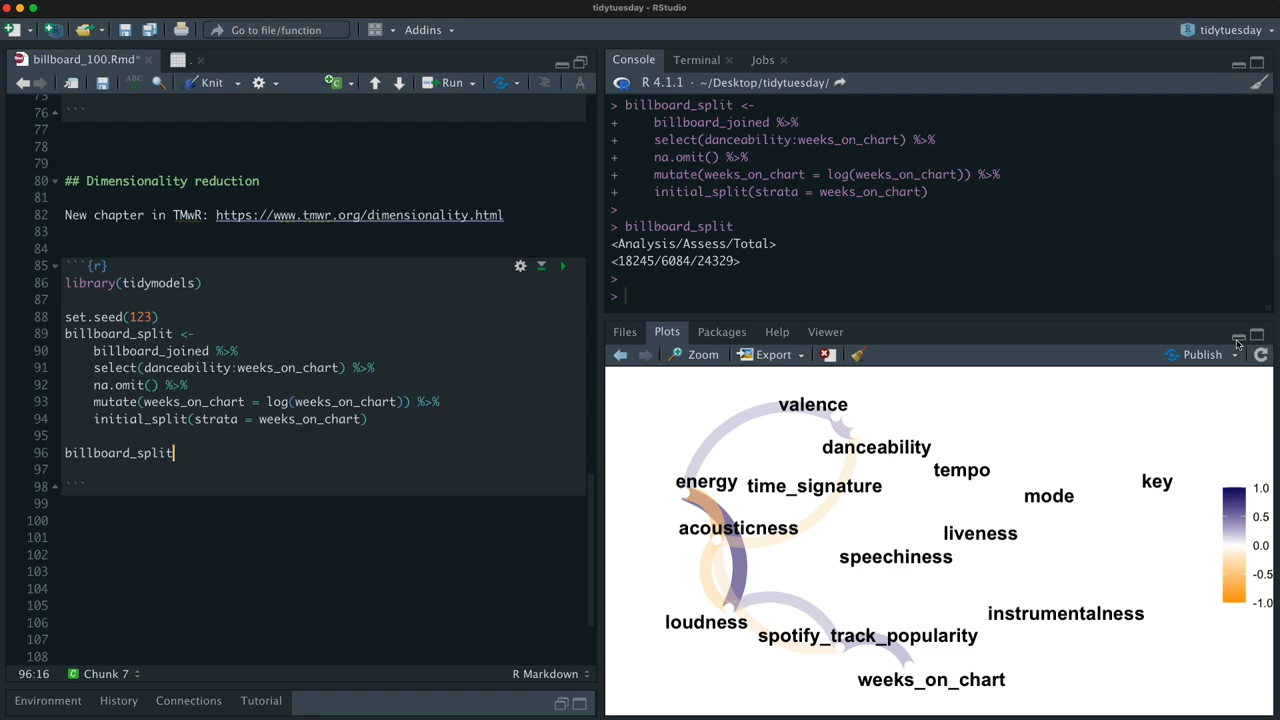 tidytuesday - RStudio
Go to file/function
Addins
tidytuesday
billboard_100.Rmd*
.
ABC
Knit
Run
75
76 ```
77
78
79
80 ## Dimensionality reduction
81
82 New chapter in TMwR: https://www.tmwr.org/dimensionality.html
83
84
85 ```{r}
86 library(tidymodels)
87
88 set.seed(123)
89 billboard_split <-
90 billboard_joined %>%
91 select(danceability:weeks_on_chart) %>%
92 na.omit() %>%
93 mutate(weeks_on_chart = log(weeks_on_chart)) %>%
94 initial_split(strata = weeks_on_chart)
95
96 billboard_split
97
98 ```
99
100
101
102
103
104
105
106
107
108
96:16 C Chunk 7 R Markdown
Environment History Connections Tutorial
Console Terminal Jobs
R 4.1.1 · ~/Desktop/tidytuesday/
> billboard_split <-
+ billboard_joined %>%
+ select(danceability:weeks_on_chart) %>%
+ na.omit() %>%
+ mutate(weeks_on_chart = log(weeks_on_chart)) %>%
+ initial_split(strata = weeks_on_chart)
>
> billboard_split
<Analysis/Assess/Total>
<18245/6084/24329>
>
>
Files Plots Packages Help Viewer
Zoom Export Publish
valence
danceability
tempo
energy
time_signature
key
mode
acousticness
liveness
speechiness
instrumentalness
loudness
spotify_track_popularity
weeks_on_chart
1.0
0.5
0.0
-0.5
-1.0